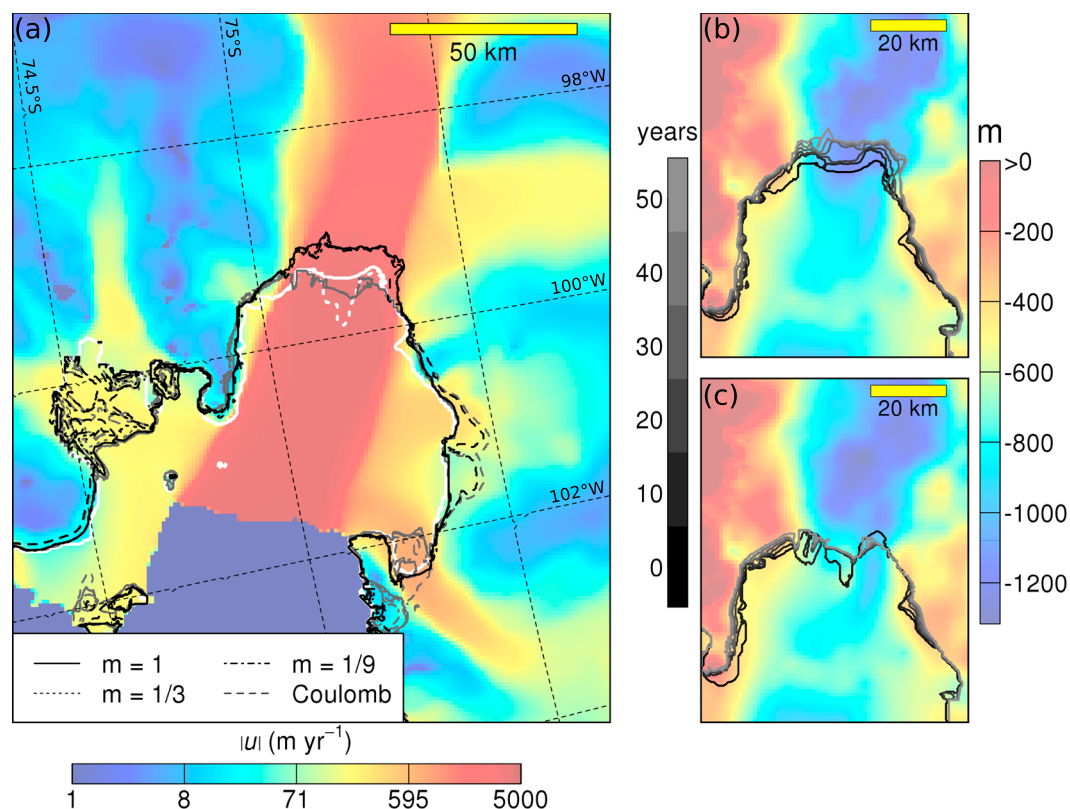 (a)
75°S
74.5°S
50 km
98°W
100°W
102°W
m = 1
m = 1/9
m = 1/3
Coulomb
|u| (m yr⁻¹)
1
8
71
595
5000
years
50
40
30
20
10
0
(b)
20 km
m
>0
-200
-400
-600
-800
-1000
-1200
(c)
20 km